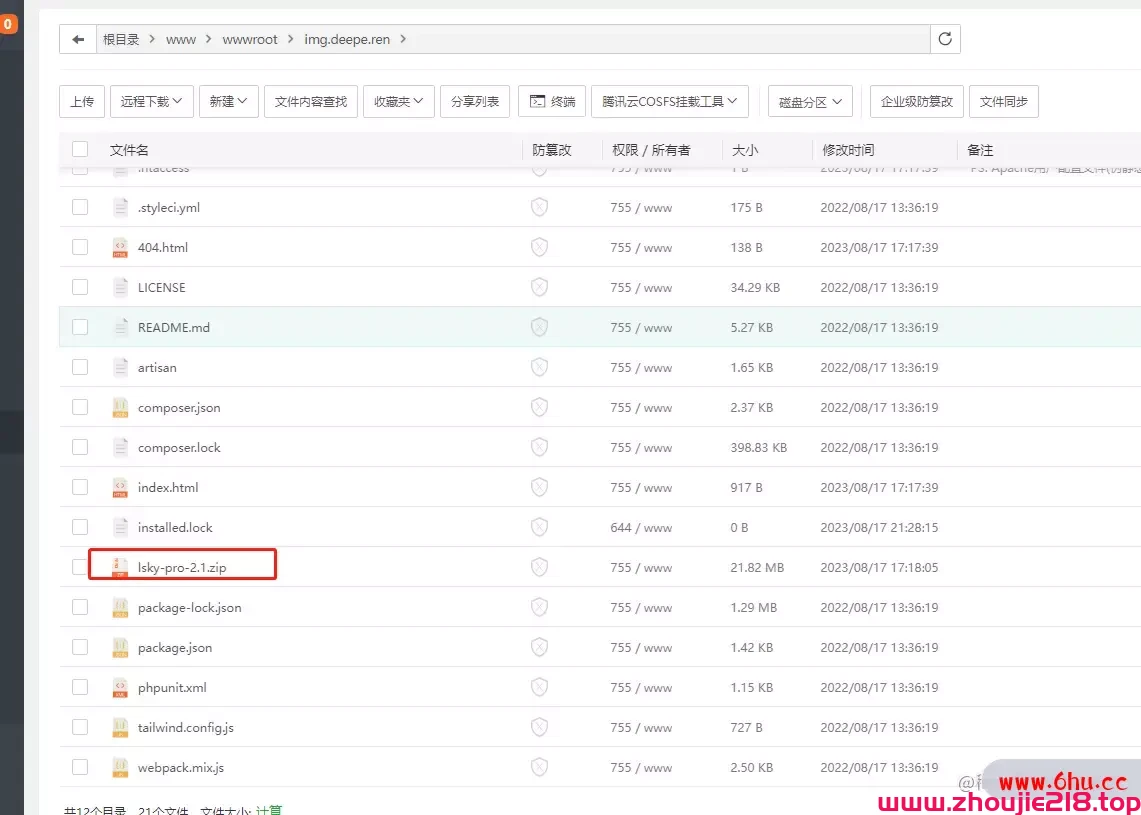 0
根目录 > www > wwwroot > img.deepe.ren >
上传 远程下载 新建 文件内容查找 收藏夹 分享列表 终端 腾讯云COSFS挂载工具 磁盘分区 企业级防篡改 文件同步
文件名 防篡改 权限 / 所有者 大小 修改时间 备注
.htaccess 755 / www 1 B 2023/08/17 17:17:39 PS: Apache用户配置文件(伪静态
.styleci.yml 755 / www 175 B 2022/08/17 13:36:19
404.html 755 / www 138 B 2023/08/17 17:17:39
LICENSE 755 / www 34.29 KB 2022/08/17 13:36:19
README.md 755 / www 5.27 KB 2022/08/17 13:36:19
artisan 755 / www 1.65 KB 2022/08/17 13:36:19
composer.json 755 / www 2.37 KB 2022/08/17 13:36:19
composer.lock 755 / www 398.83 KB 2022/08/17 13:36:19
index.html 755 / www 917 B 2023/08/17 17:17:39
installed.lock 644 / www 0 B 2023/08/17 21:28:15
lsky-pro-2.1.zip 755 / www 21.82 MB 2023/08/17 17:18:05
package-lock.json 755 / www 1.29 MB 2022/08/17 13:36:19
package.json 755 / www 1.42 KB 2022/08/17 13:36:19
phpunit.xml 755 / www 1.15 KB 2022/08/17 13:36:19
tailwind.config.js 755 / www 727 B 2022/08/17 13:36:19
webpack.mix.js 755 / www 2.50 KB 2022/08/17 13:36:19
www.6hu.cc
www.zhoujie218.top
共12个目录，21个文件，文件大小: 计算